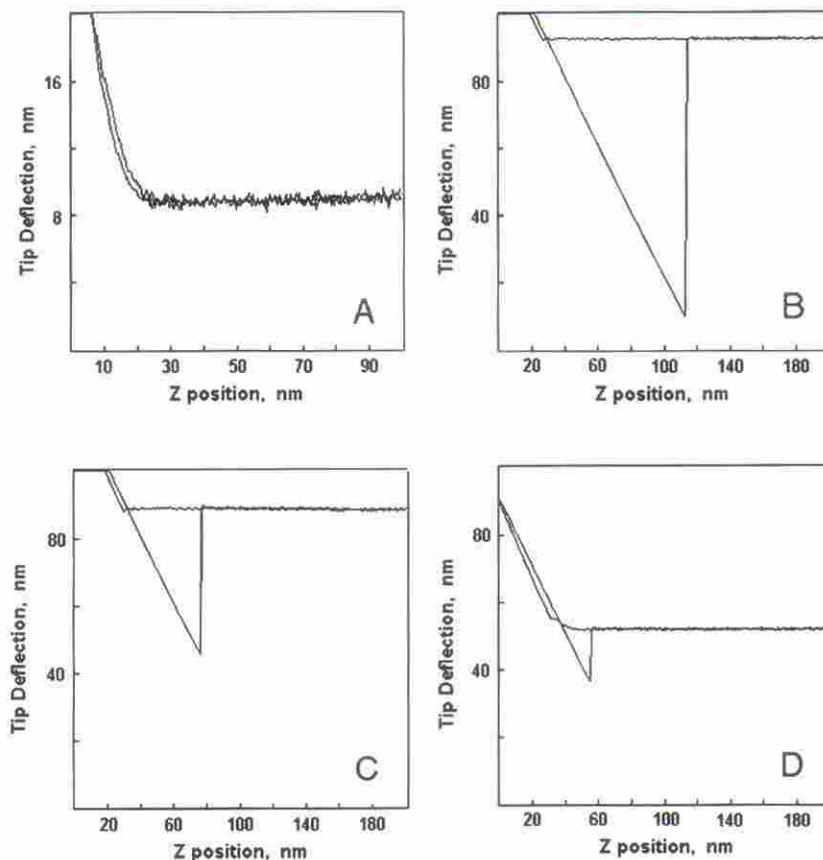 16
8
Tip Deflection, nm
A
10 30 50 70 90
Z position, nm
80
40
Tip Deflection, nm
B
20 60 100 140 180
Z position, nm
80
40
Tip Deflection, nm
C
20 60 100 140 180
Z position, nm
80
40
Tip Deflection, nm
D
20 60 100 140 180
Z position, nm